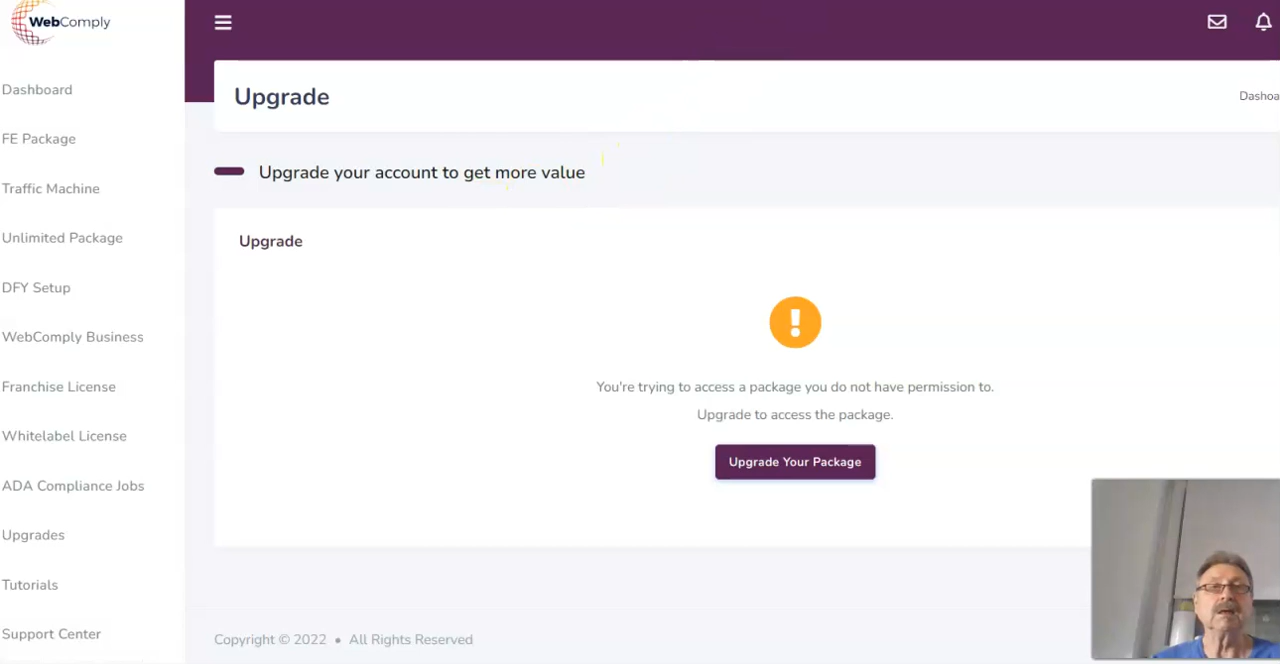 WebComply
Dashboard
FE Package
Traffic Machine
Unlimited Package
DFY Setup
WebComply Business
Franchise License
Whitelabel License
ADA Compliance Jobs
Upgrades
Tutorials
Support Center
Upgrade
Dashoa
Upgrade your account to get more value
Upgrade
!
You're trying to access a package you do not have permission to.
Upgrade to access the package.
Upgrade Your Package
Copyright © 2022 • All Rights Reserved